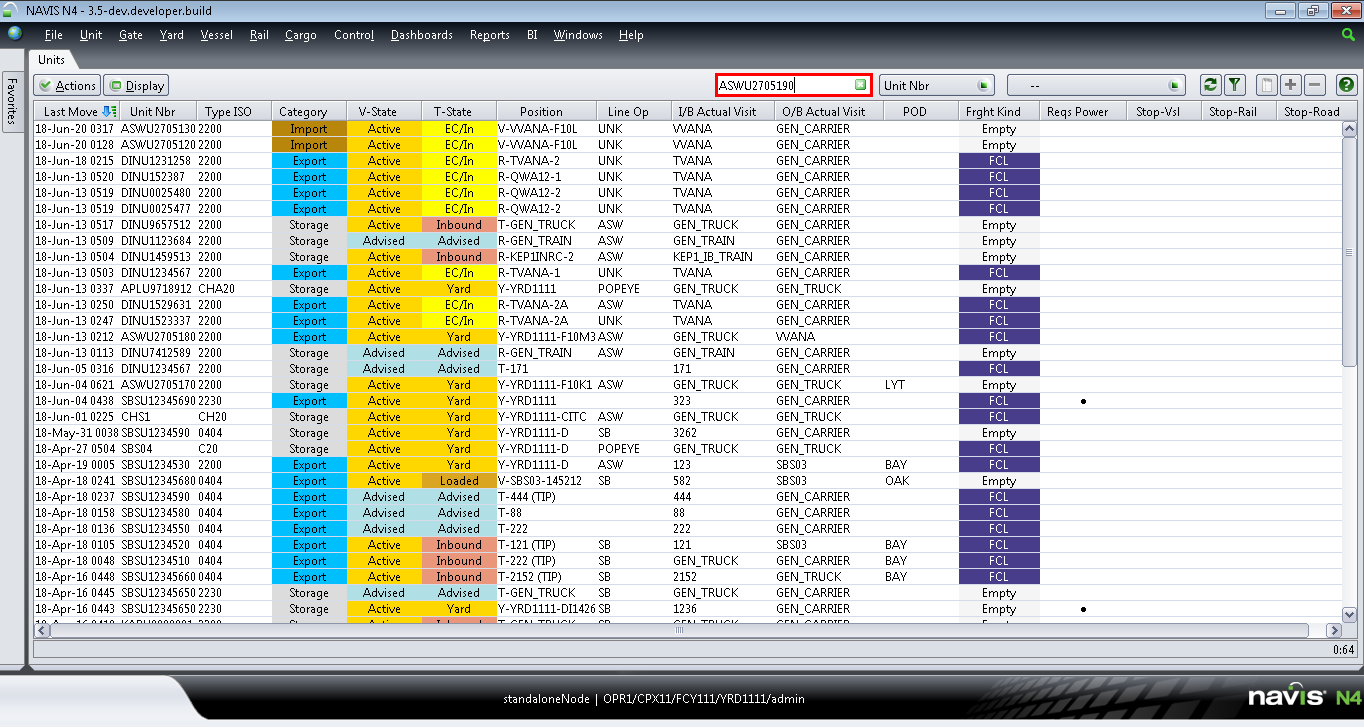 NAVIS N4 - 3.5-dev.developer.build
File Unit Gate Yard Vessel Rail Cargo Control Dashboards Reports BI Windows Help
Favorites
Units
Actions Display ASWU2705190 Unit Nbr --
Last Move Unit Nbr Type ISO Category V-State T-State Position Line Op I/B Actual Visit O/B Actual Visit POD Frght Kind Reqs Power Stop-Vsl Stop-Rail Stop-Road
18-Jun-20 0317 ASWU2705130 2200 Import Active EC/In V-VVANA-F10L UNK VVANA GEN_CARRIER Empty
18-Jun-20 0128 ASWU2705120 2200 Import Active EC/In V-VVANA-F10L UNK VVANA GEN_CARRIER Empty
18-Jun-18 0215 DINU1231258 2200 Export Active EC/In R-TVANA-2 UNK TVANA GEN_CARRIER FCL
18-Jun-13 0520 DINU152387 2200 Export Active EC/In R-QWA12-1 UNK TVANA GEN_CARRIER FCL
18-Jun-13 0519 DINU0025480 2200 Export Active EC/In R-QWA12-2 UNK TVANA GEN_CARRIER FCL
18-Jun-13 0519 DINU0025477 2200 Export Active EC/In R-QWA12-2 UNK TVANA GEN_CARRIER FCL
18-Jun-13 0517 DINU9657512 2200 Storage Active Inbound T-GEN_TRUCK ASW GEN_TRUCK GEN_CARRIER Empty
18-Jun-13 0509 DINU1123684 2200 Storage Advised Advised R-GEN_TRAIN ASW GEN_TRAIN GEN_CARRIER Empty
18-Jun-13 0504 DINU1459513 2200 Storage Active Inbound R-KEP1INRC-2 ASW KEP1_IB_TRAIN GEN_CARRIER Empty
18-Jun-13 0503 DINU1234567 2200 Export Active EC/In R-TVANA-1 UNK TVANA GEN_CARRIER FCL
18-Jun-13 0337 APLU9718912 CHA20 Storage Active Yard Y-YRD1111 POPEYE GEN_TRUCK GEN_TRUCK Empty
18-Jun-13 0250 DINU1529631 2200 Export Active EC/In R-TVANA-2A ASW TVANA GEN_CARRIER FCL
18-Jun-13 0247 DINU1523337 2200 Export Active EC/In R-TVANA-2A UNK TVANA GEN_CARRIER FCL
18-Jun-13 0212 ASWU2705180 2200 Export Active Yard Y-YRD1111-F10M3 ASW GEN_TRUCK VVANA FCL
18-Jun-13 0113 DINU7412589 2200 Storage Advised Advised R-GEN_TRAIN ASW GEN_TRAIN GEN_CARRIER Empty
18-Jun-05 0316 DINU1234567 2200 Storage Advised Advised T-171 171 GEN_CARRIER FCL
18-Jun-04 0621 ASWU2705170 2200 Storage Active Yard Y-YRD1111-F10K1 ASW GEN_TRUCK GEN_TRUCK LYT Empty
18-Jun-04 0438 SBSU12345690 2230 Export Active Yard Y-YRD1111 323 GEN_CARRIER FCL •
18-Jun-01 0225 CHS1 CH20 Storage Active Yard Y-YRD1111-CITC ASW GEN_TRUCK GEN_TRUCK FCL
18-May-31 0038 SBSU1234590 0404 Storage Active Yard Y-YRD1111-D SB 3262 GEN_CARRIER Empty
18-Apr-27 0504 SBS04 C20 Storage Active Yard Y-YRD1111-D POPEYE GEN_TRUCK GEN_TRUCK FCL
18-Apr-19 0005 SBSU1234530 2200 Export Active Yard Y-YRD1111-D ASW 123 SBS03 BAY FCL
18-Apr-18 0241 SBSU12345680 0404 Export Active Loaded V-SBS03-145212 SB 582 SBS03 OAK FCL
18-Apr-18 0237 SBSU1234590 0404 Export Advised Advised T-444 (TIP) 444 GEN_CARRIER FCL
18-Apr-18 0158 SBSU1234580 0404 Export Advised Advised T-88 88 GEN_CARRIER FCL
18-Apr-18 0136 SBSU1234550 0404 Export Advised Advised T-222 222 GEN_CARRIER FCL
18-Apr-18 0105 SBSU1234520 0404 Export Active Inbound T-121 (TIP) SB 121 SBS03 BAY FCL
18-Apr-18 0048 SBSU1234510 0404 Export Active Inbound T-222 (TIP) SB GEN_TRUCK GEN_CARRIER BAY FCL
18-Apr-16 0448 SBSU12345660 0404 Export Active Inbound T-2152 (TIP) SB 2152 GEN_TRUCK BAY FCL
18-Apr-16 0445 SBSU12345650 2230 Storage Advised Advised T-GEN_TRUCK SB GEN_TRUCK GEN_CARRIER Empty
18-Apr-16 0443 SBSU12345650 2230 Storage Active Yard Y-YRD1111-DI1426 SB 1236 GEN_CARRIER Empty •
0:64
standaloneNode | OPR1/CPX11/FCY111/YRD1111/admin
navis N4